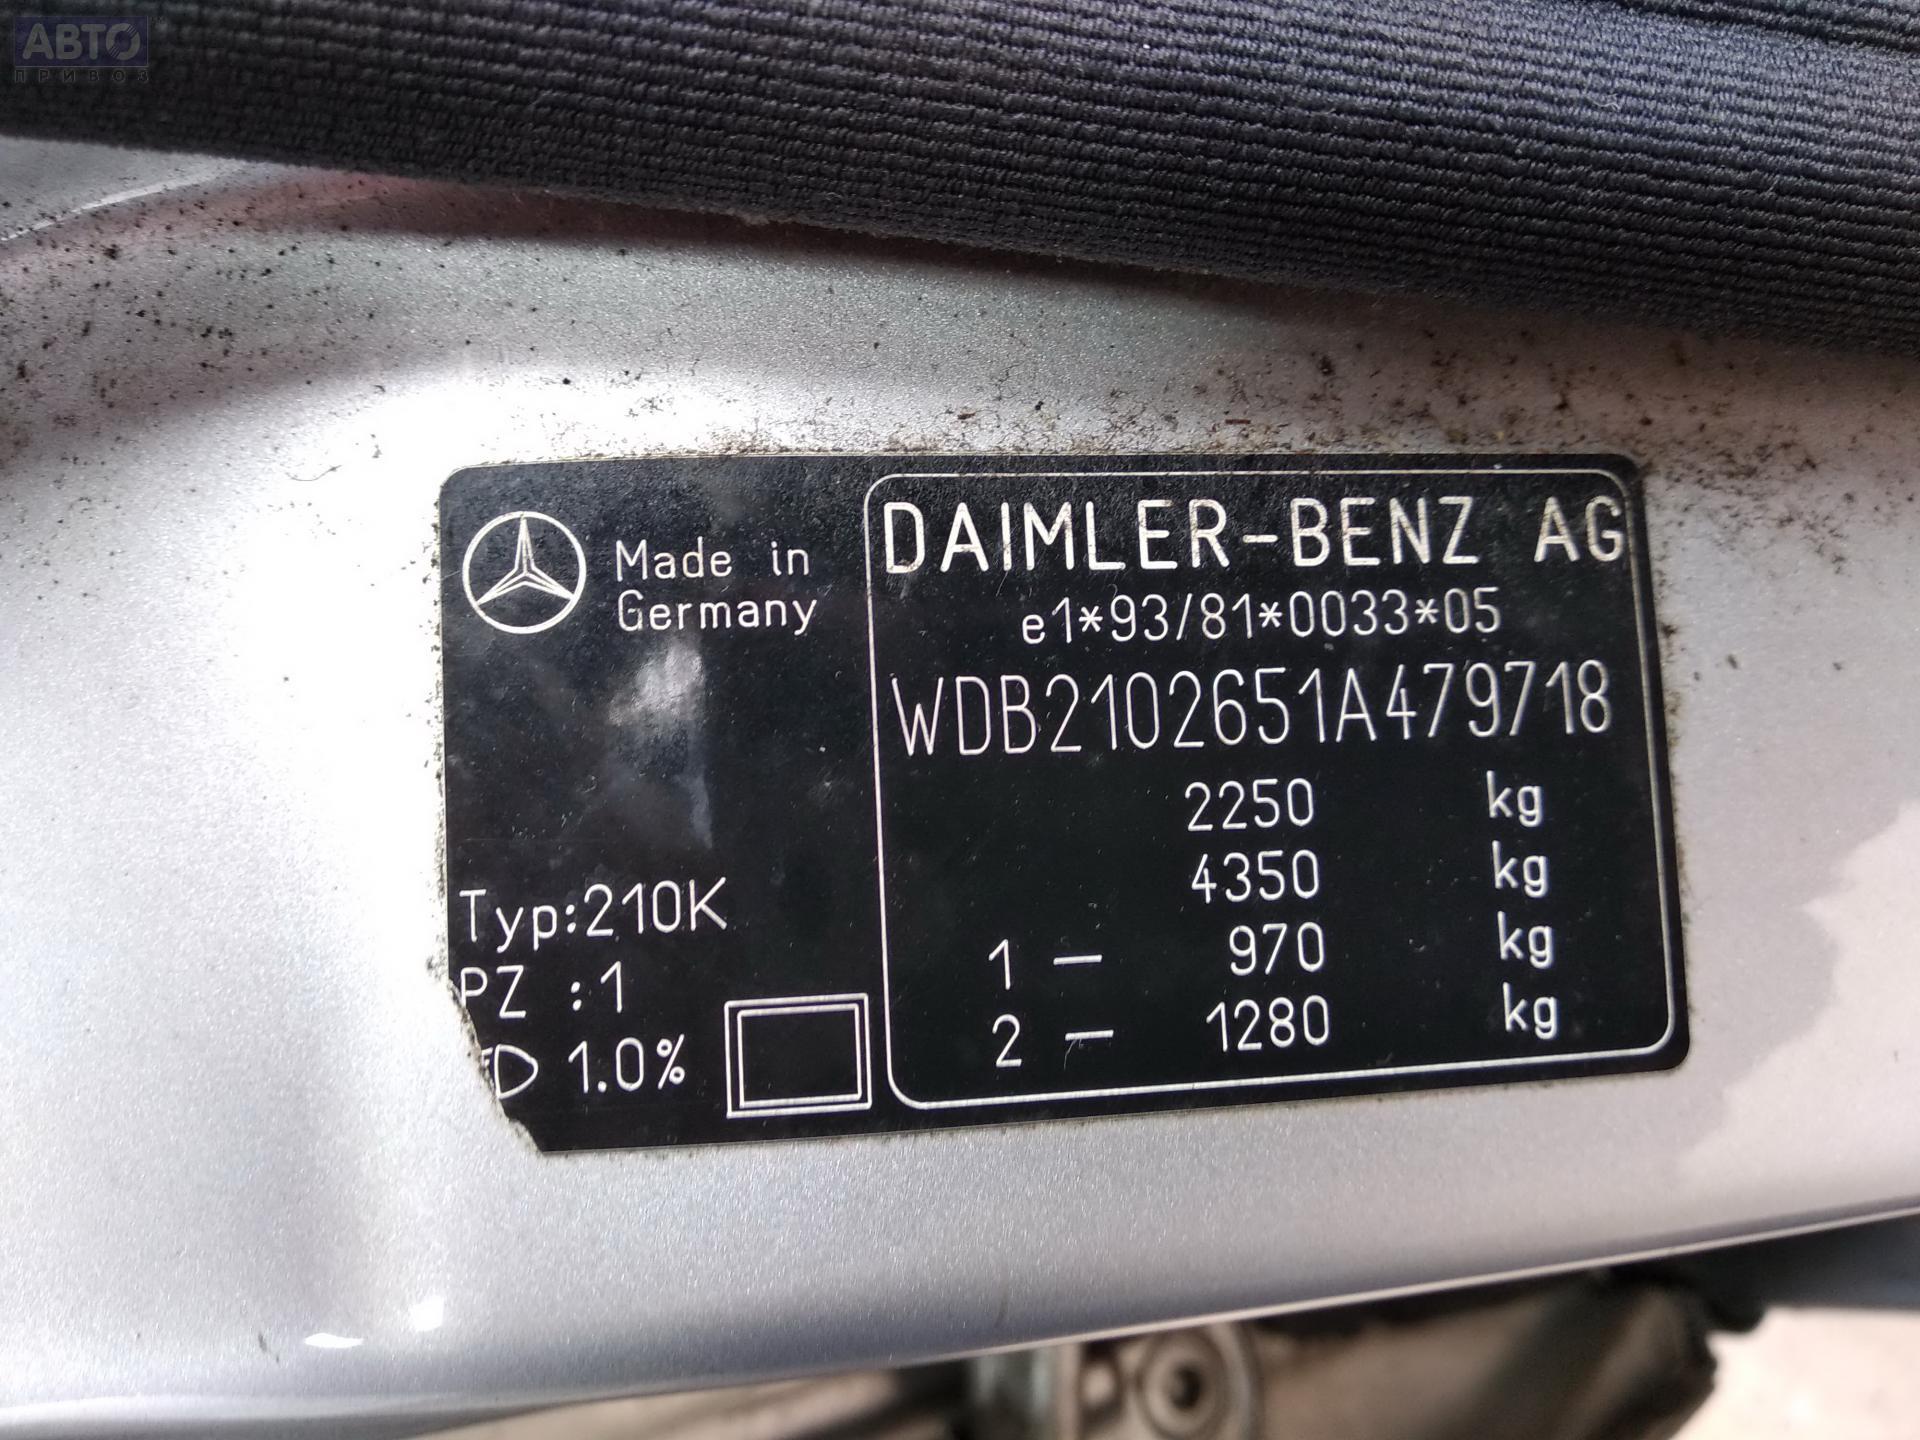 АВТО
ПРИВОЗ
Made in
Germany
DAIMLER-BENZ AG
e1*93/81*0033*05
WDB2102651A479718
2250 kg
4350 kg
1 – 970 kg
2 – 1280 kg
Typ:210K
PZ :1
1.0%